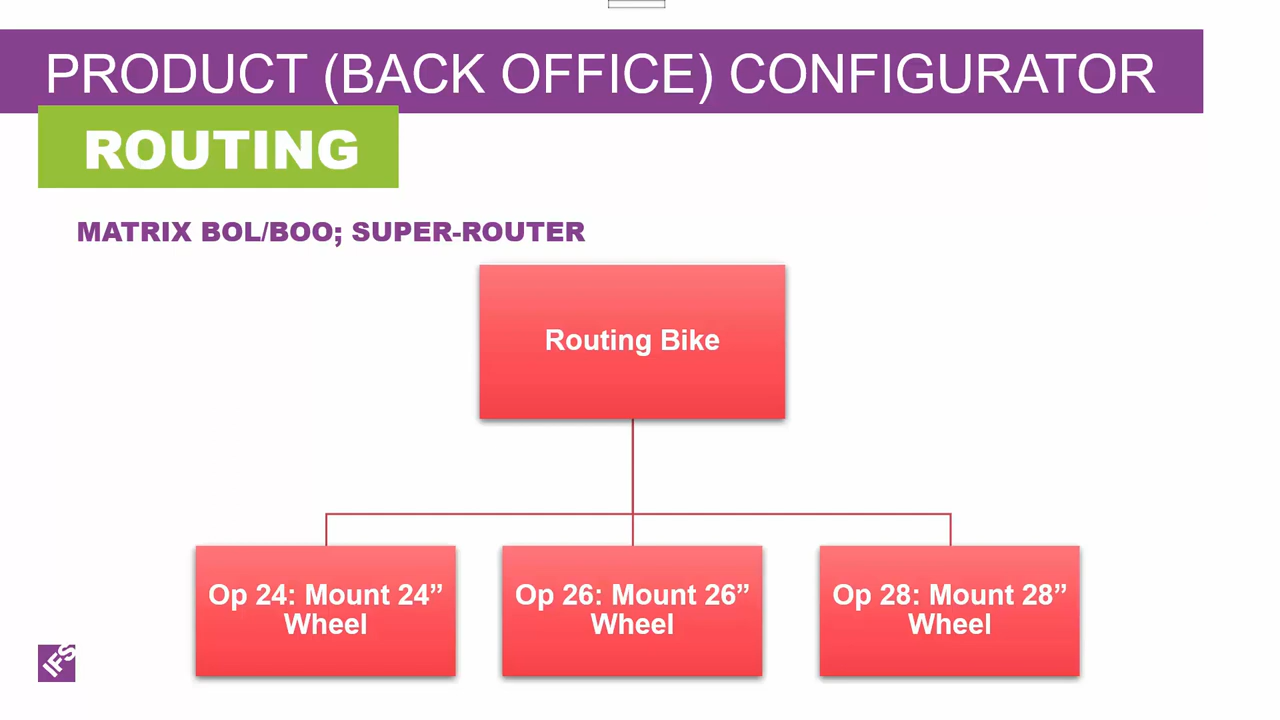 PRODUCT (BACK OFFICE) CONFIGURATOR
ROUTING
MATRIX BOL/BOO; SUPER-ROUTER
Routing Bike
Op 24: Mount 24”
Wheel
Op 26: Mount 26”
Wheel
Op 28: Mount 28”
Wheel
IFS